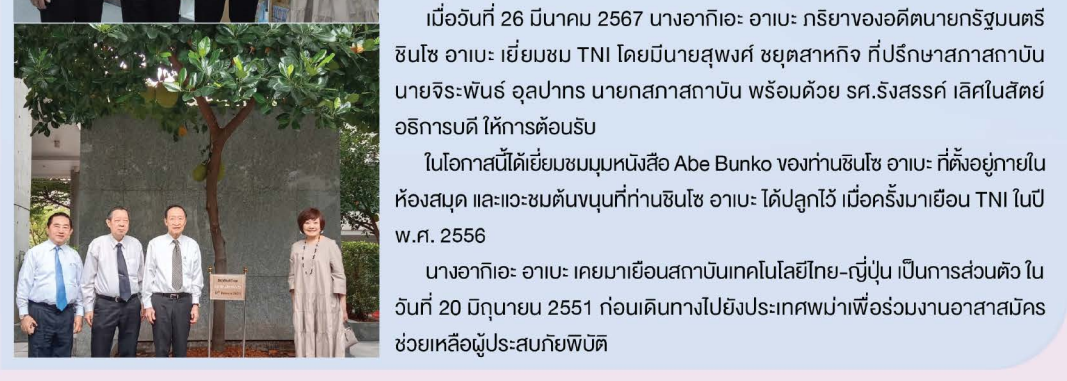 เมื่อวันที่ 26 มีนาคม 2567 นางอากิเอะ อาเบะ ภริยาของอดีตนายกรัฐมนตรี
ชินโซ อาเบะ เยี่ยมชม TNI โดยมีนายสุพงศ์ ชยุตสาหกิจ ที่ปรึกษาสภาสถาบัน
นายจิระพันธ์ อุลปาทร นายกสภาสถาบัน พร้อมด้วย รศ.รังสรรค์ เลิศในสัตย์
อธิการบดี ให้การต้อนรับ
ในโอกาสนี้ได้เยี่ยมชมมุมหนังสือ Abe Bunko ของท่านชินโซ อาเบะ ที่ตั้งอยู่ภายใน
ห้องสมุด และแวะชมต้นขนุนที่ท่านชินโซ อาเบะ ได้ปลูกไว้ เมื่อครั้งมาเยือน TNI ในปี
พ.ศ. 2556
นางอากิเอะ อาเบะ เคยมาเยือนสถาบันเทคโนโลยีไทย-ญี่ปุ่น เป็นการส่วนตัว ใน
วันที่ 20 มิถุนายน 2551 ก่อนเดินทางไปยังประเทศพม่าเพื่อร่วมงานอาสาสมัคร
ช่วยเหลือผู้ประสบภัยพิบัติ